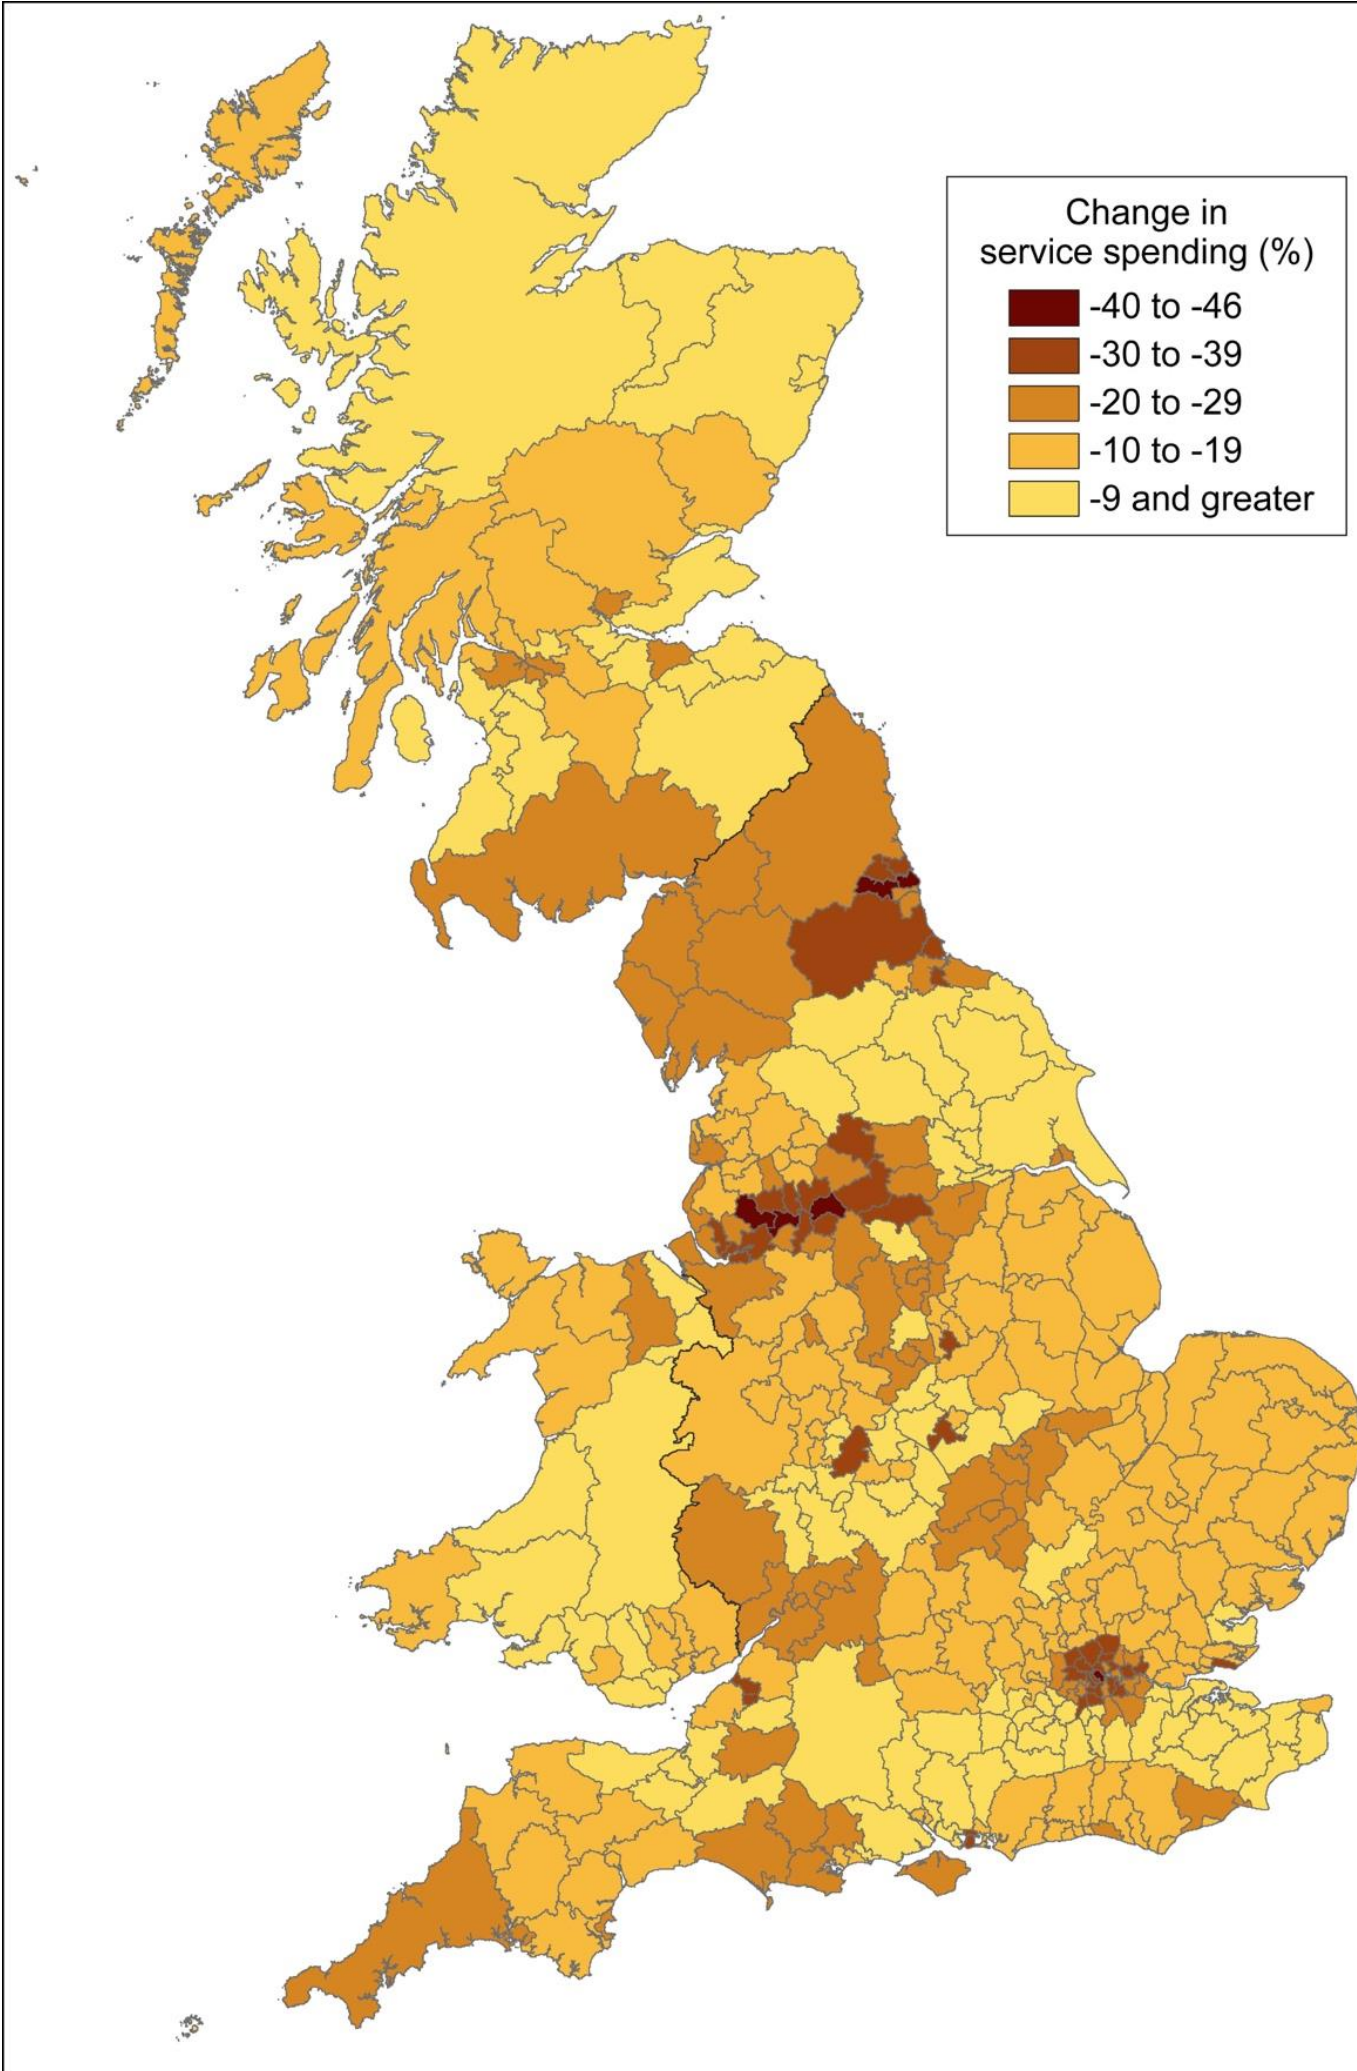 Change in
service spending (%)
-40 to -46
-30 to -39
-20 to -29
-10 to -19
-9 and greater